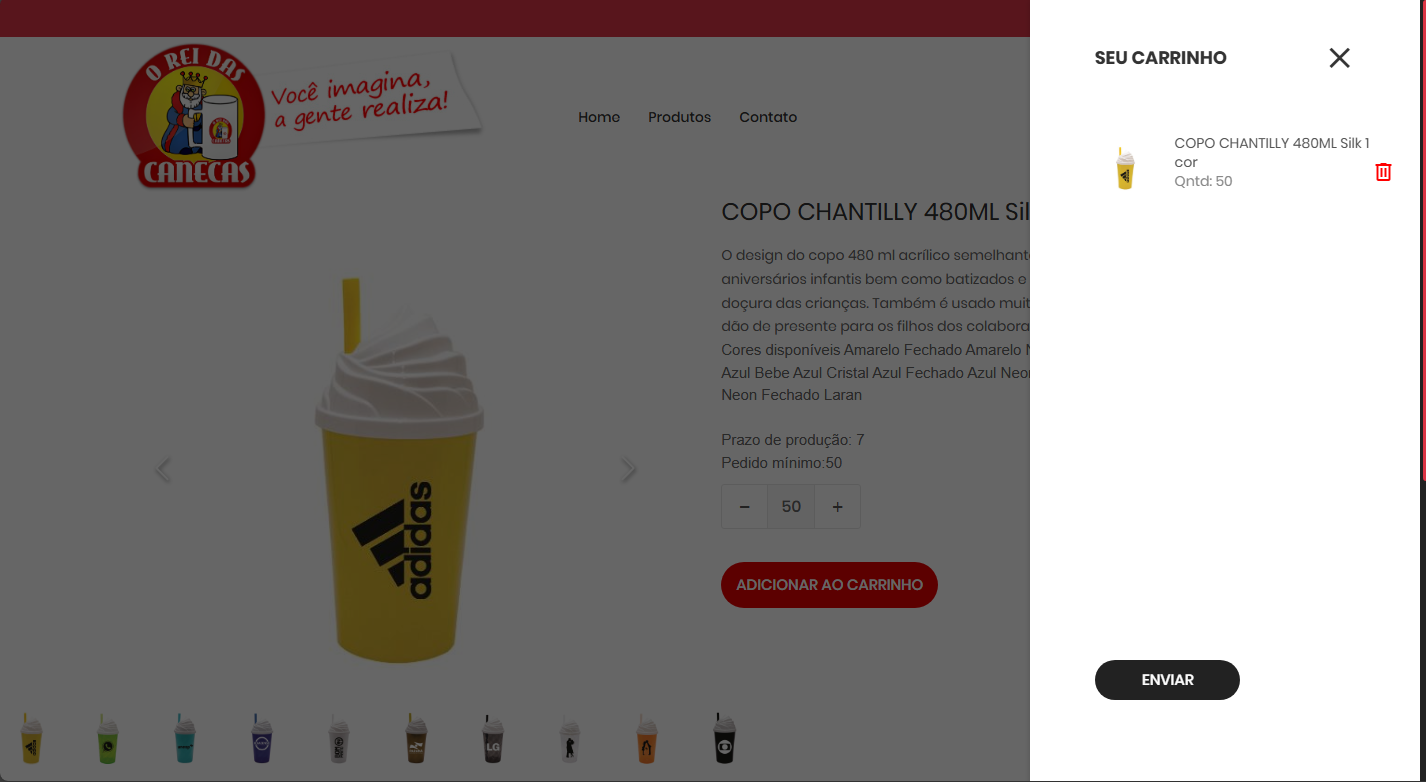 O REI DAS
CANECAS
Você imagina,
a gente realiza!
Home
Produtos
Contato
COPO CHANTILLY 480ML Sil
O design do copo 480 ml acrílico semelhant
aniversários infantis bem como batizados e
doçura das crianças. Também é usado muit
dão de presente para os filhos dos colabora
Cores disponíveis Amarelo Fechado Amarelo
Azul Bebe Azul Cristal Azul Fechado Azul Neo
Neon Fechado Laran
Prazo de produção: 7
Pedido mínimo:50
− 50 +
ADICIONAR AO CARRINHO
adidas
LG
SEU CARRINHO
COPO CHANTILLY 480ML Silk 1
cor
Qntd: 50
ENVIAR